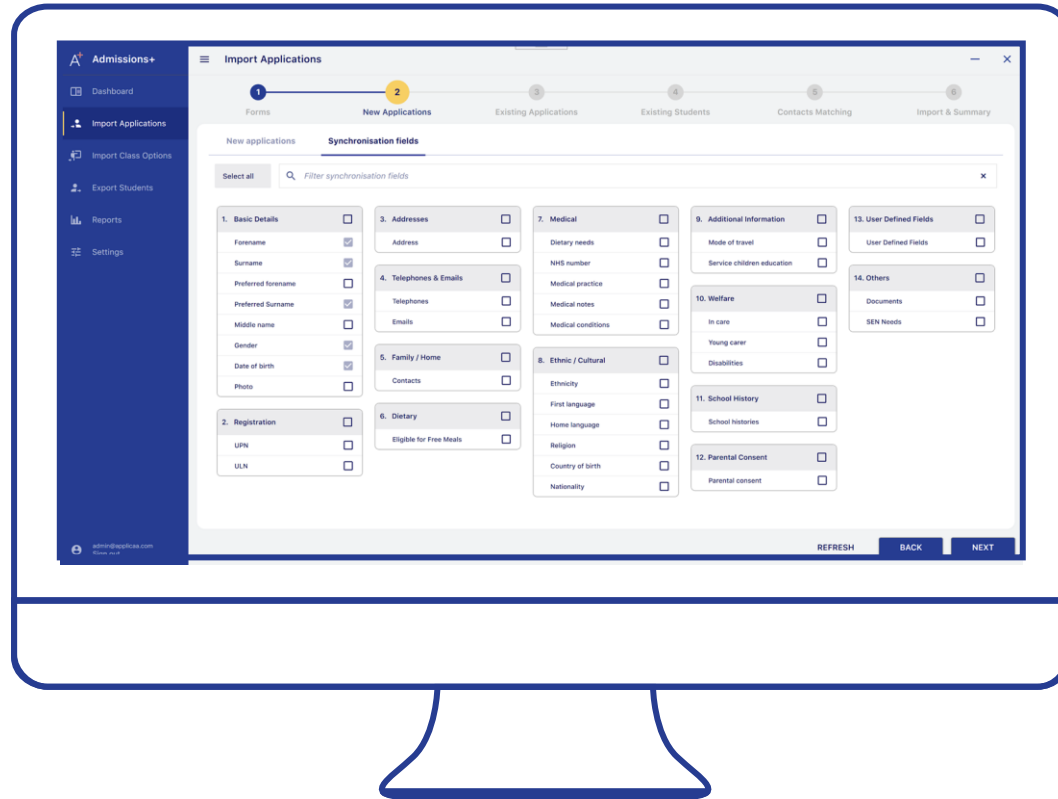 Admissions+
Dashboard
Import Applications
Import Class Options
Export Students
Reports
Settings
admin@applicaa.com
Import Applications
1 2 3 4 5 6
Forms New Applications Existing Applications Existing Students Contacts Matching Import & Summary
New applications Synchronisation fields
Select all Filter synchronisation fields
1. Basic Details
Forename
Surname
Preferred forename
Preferred Surname
Middle name
Gender
Date of birth
Photo
2. Registration
UPN
ULN
3. Addresses
Address
4. Telephones & Emails
Telephones
Emails
5. Family / Home
Contacts
6. Dietary
Eligible for Free Meals
7. Medical
Dietary needs
NHS number
Medical practice
Medical notes
Medical conditions
8. Ethnic / Cultural
Ethnicity
First language
Home language
Religion
Country of birth
Nationality
9. Additional Information
Mode of travel
Service children education
10. Welfare
In care
Young carer
Disabilities
11. School History
School histories
12. Parental Consent
Parental consent
13. User Defined Fields
User Defined Fields
14. Others
Documents
SEN Needs
REFRESH BACK NEXT